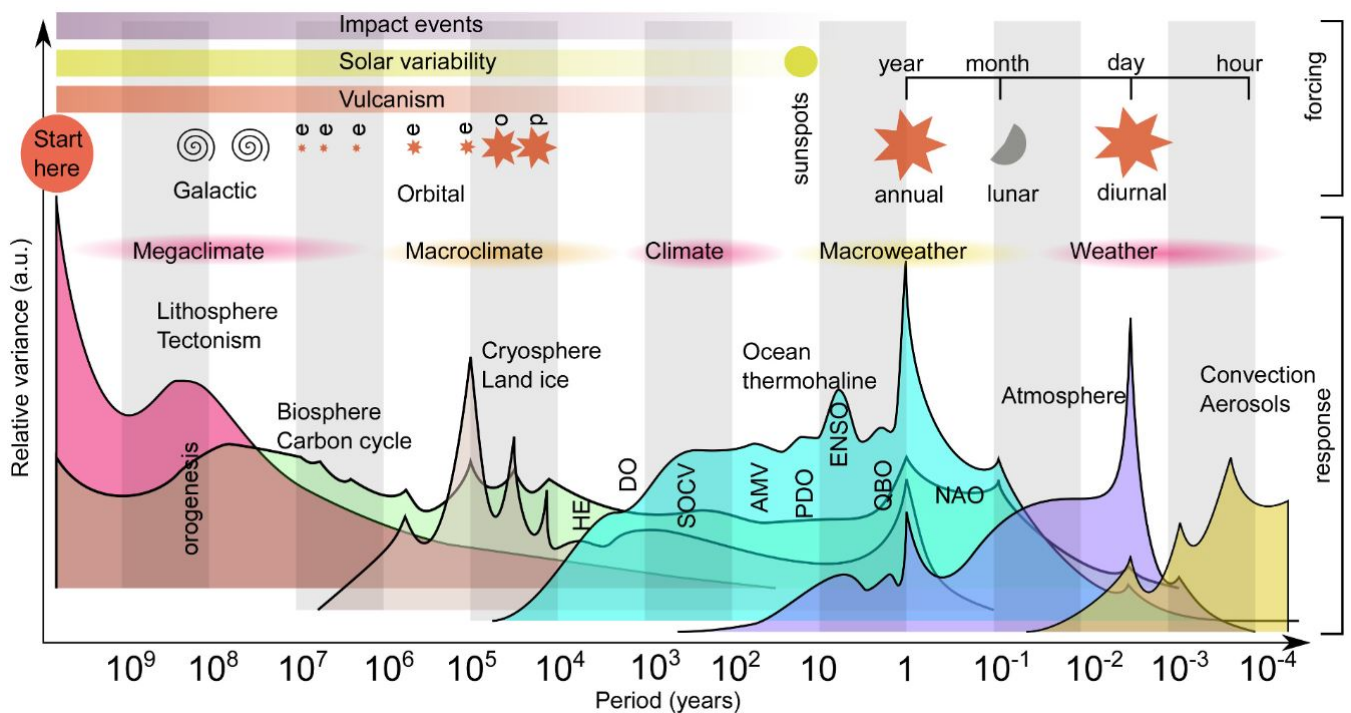 Impact events
Solar variability
Vulcanism
Start
here
e
e
e
e
e
o
p
Galactic
Orbital
sunspots
year
month
day
hour
annual
lunar
diurnal
forcing
Megaclimate
Macroclimate
Climate
Macroweather
Weather
Lithosphere
Tectonism
Biosphere
Carbon cycle
Cryosphere
Land ice
Ocean
thermohaline
Atmosphere
Convection
Aerosols
orogenesis
HE
DO
SOCV
AMV
PDO
ENSO
QBO
NAO
response
Relative variance (a.u.)
10⁹
10⁸
10⁷
10⁶
10⁵
10⁴
10³
10²
10
1
10⁻¹
10⁻²
10⁻³
10⁻⁴
Period (years)